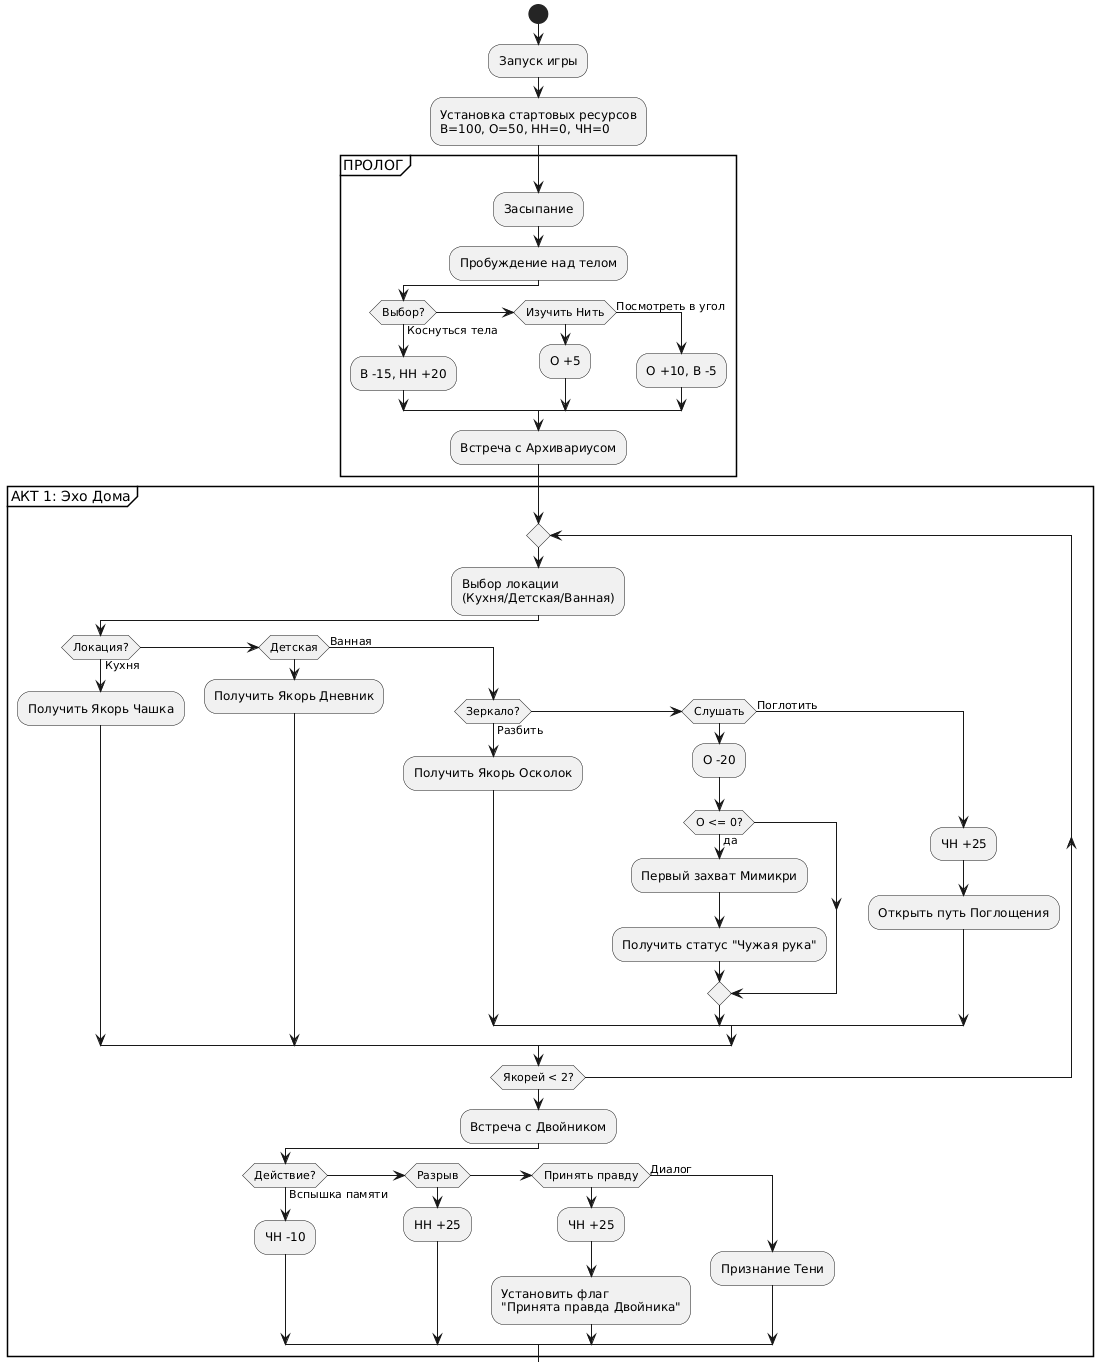 Запуск игры
Установка стартовых ресурсов
В=100, О=50, НН=0, ЧН=0
ПРОЛОГ
Засыпание
Пробуждение над телом
Выбор?
Коснуться тела
Изучить Нить
Посмотреть в угол
В -15, НН +20
О +5
О +10, В -5
Встреча с Архивариусом
АКТ 1: Эхо Дома
Выбор локации
(Кухня/Детская/Ванная)
Локация?
Кухня
Детская
Ванная
Получить Якорь Чашка
Получить Якорь Дневник
Зеркало?
Разбить
Слушать
Поглотить
Получить Якорь Осколок
О -20
О <= 0?
да
Первый захват Мимикри
Получить статус "Чужая рука"
ЧН +25
Открыть путь Поглощения
Якорей < 2?
Встреча с Двойником
Действие?
Вспышка памяти
Разрыв
Принять правду
Диалог
ЧН -10
НН +25
ЧН +25
Установить флаг
"Принята правда Двойника"
Признание Тени